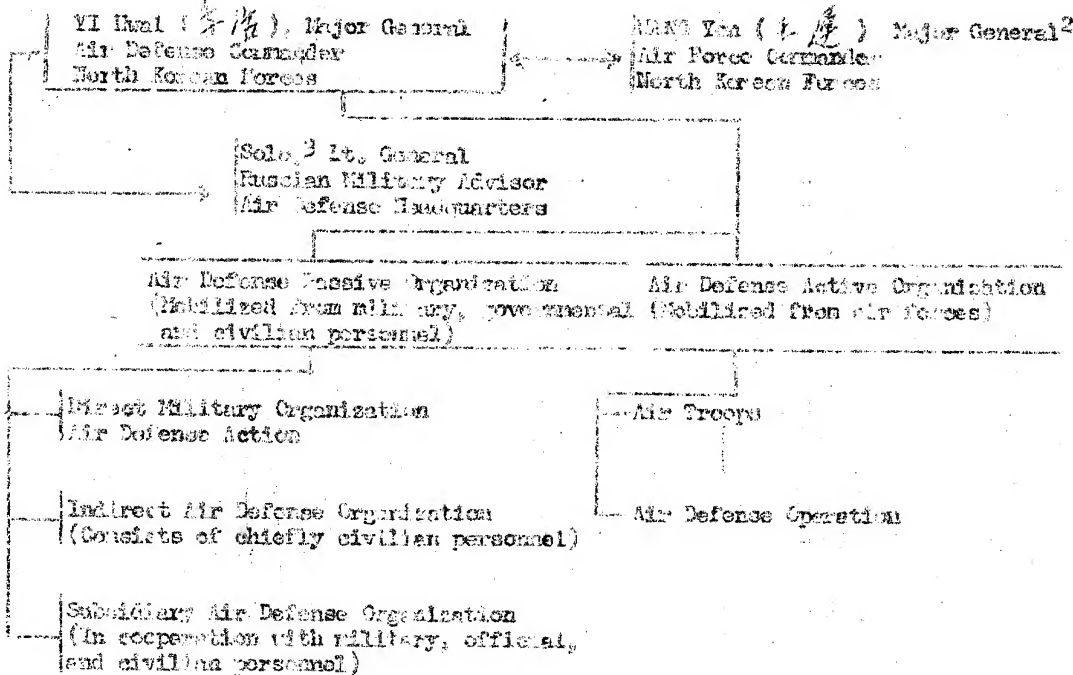 YI Hwal (李活), Major General
Air Defense Commander
North Korean Forces
WANG Yon (王連) Major General2
Air Force Commander
North Korean Forces
Solo,3 Lt. General
Russian Military Advisor
Air Defense Headquarters
Air Defense Passive Organization
(Mobilized from military, governmental
and civilian personnel)
Air Defense Active Organization
(Mobilized from air forces)
Direct Military Organization
Air Defense Action
Air Troops
Indirect Air Defense Organization
(Consists of chiefly civilian personnel)
Air Defense Operation
Subsidiary Air Defense Organization
(In cooperation with military, official,
and civilian personnel)